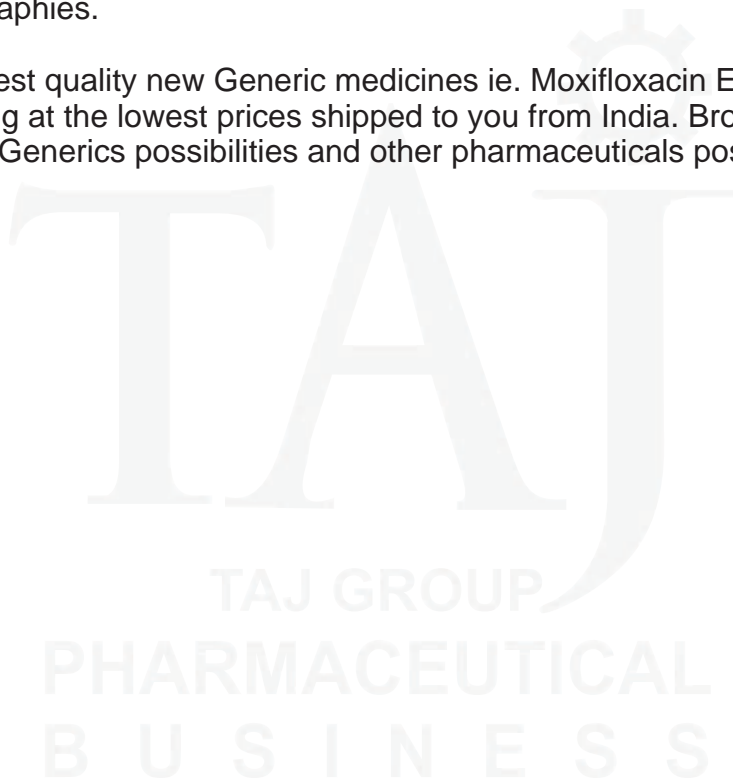 aphies.
est quality new Generic medicines ie. Moxifloxacin E
g at the lowest prices shipped to you from India. Bro
Generics possibilities and other pharmaceuticals pos
TAJ
TAJ GROUP
PHARMACEUTICAL
BUSINESS